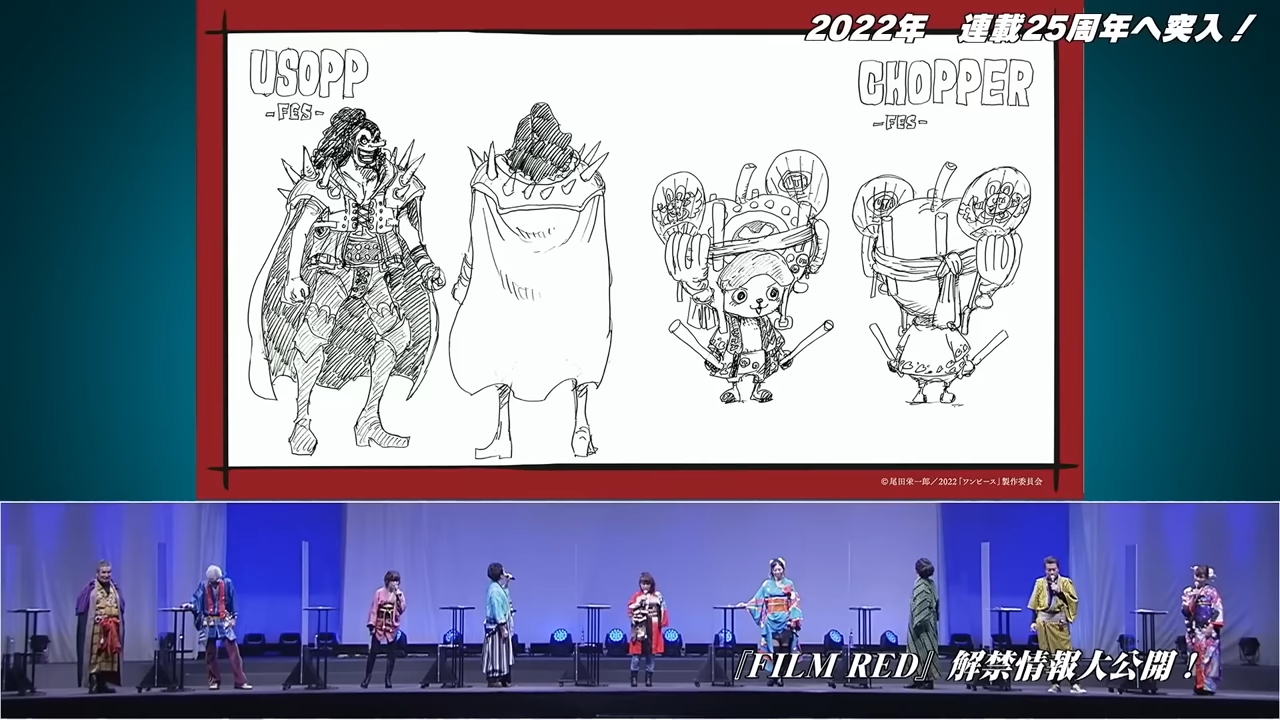 2022年 連載25周年へ突入！
USOPP
-FES-
CHOPPER
-FES-
©尾田栄一郎／2022「ワンピース」製作委員会
『FILM RED』解禁情報大公開！